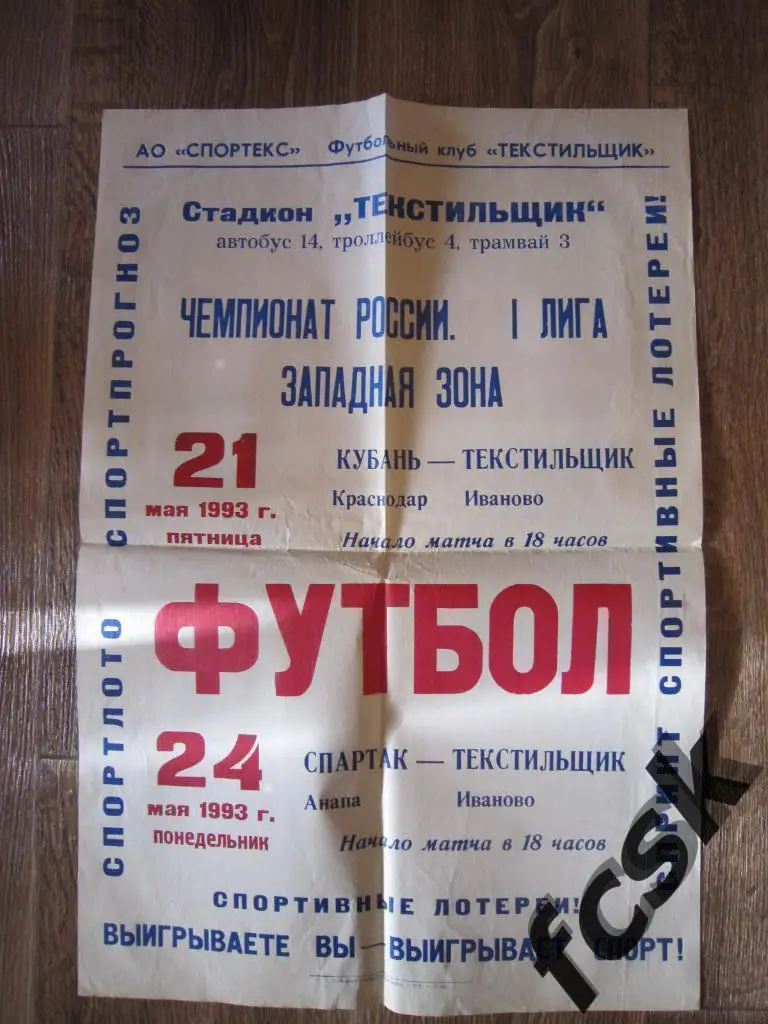 АО «СПОРТЕКС» Футбольный клуб «ТЕКСТИЛЬЩИК»
Стадион „ТЕКСТИЛЬЩИК“
автобус 14, троллейбус 4, трамвай 3
ЧЕМПИОНАТ РОССИИ. I ЛИГА
ЗАПАДНАЯ ЗОНА
21
мая 1993 г.
пятница
КУБАНЬ — ТЕКСТИЛЬЩИК
Краснодар Иваново
Начало матча в 18 часов
ФУТБОЛ
24
мая 1993 г.
понедельник
СПАРТАК — ТЕКСТИЛЬЩИК
Анапа Иваново
Начало матча в 18 часов
СПОРТИВНЫЕ ЛОТЕРЕИ!
ВЫИГРЫВАЕТЕ ВЫ — ВЫИГРЫВАЕТ СПОРТ!
СПОРТЛОТО СПОРТПРОГНОЗ
СПРИНТ СПОРТИВНЫЕ ЛОТЕРЕИ!
fcsk